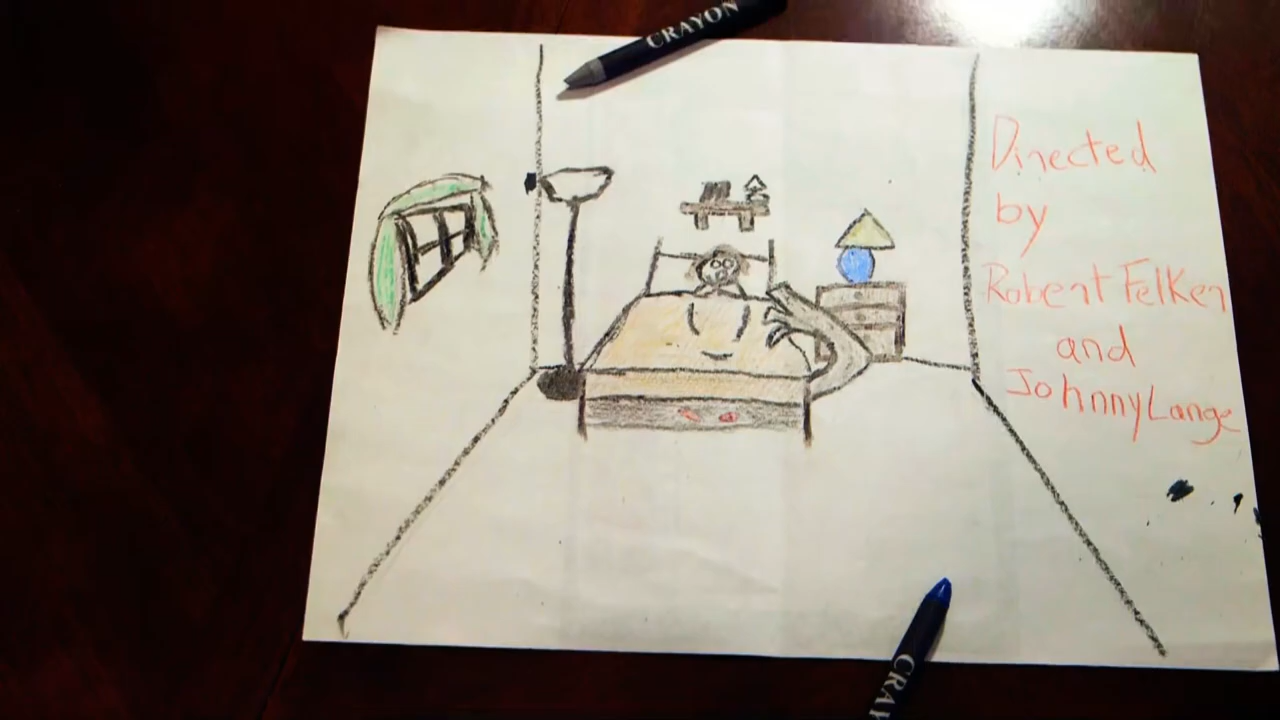 CRAYON
Directed
by
Robert Felker
and
Johnny Lange
CRAY